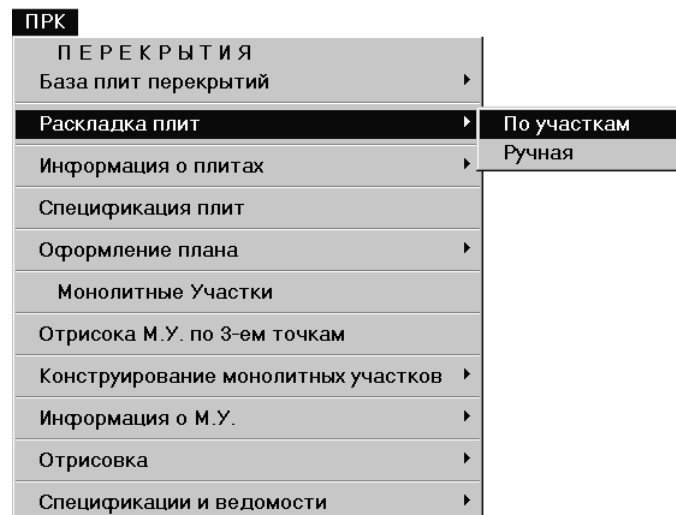 ПРК
ПЕРЕКРЫТИЯ
База плит перекрытий
Раскладка плит
По участкам
Ручная
Информация о плитах
Спецификация плит
Оформление плана
Монолитные Участки
Отрисока М.У. по 3-ем точкам
Конструирование монолитных участков
Информация о М.У.
Отрисовка
Спецификации и ведомости